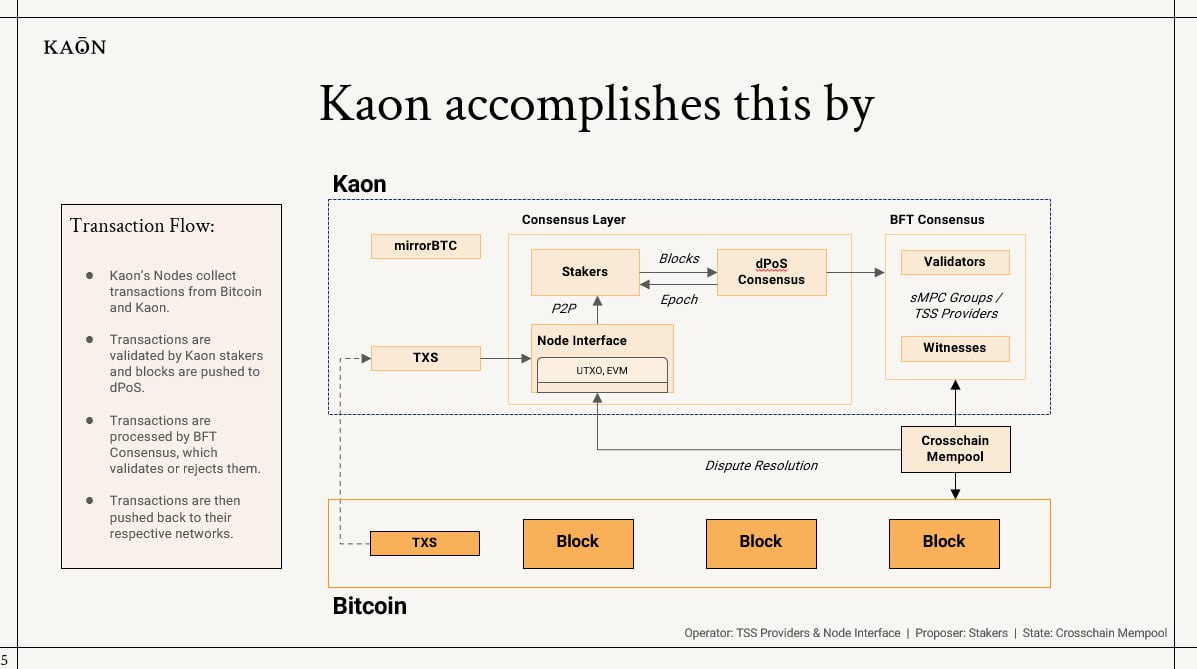 KAŌN
Kaon accomplishes this by
Transaction Flow:
● Kaon's Nodes collect
transactions from Bitcoin
and Kaon.
● Transactions are
validated by Kaon stakers
and blocks are pushed to
dPoS.
● Transactions are
processed by BFT
Consensus, which
validates or rejects them.
● Transactions are then
pushed back to their
respective networks.
Kaon
Consensus Layer
BFT Consensus
mirrorBTC
Stakers
Blocks
Epoch
dPoS
Consensus
Validators
sMPC Groups /
TSS Providers
Witnesses
P2P
TXS
Node Interface
UTXO, EVM
Crosschain
Mempool
Dispute Resolution
TXS
Block
Block
Block
Bitcoin
Operator: TSS Providers & Node Interface | Proposer: Stakers | State: Crosschain Mempool
5